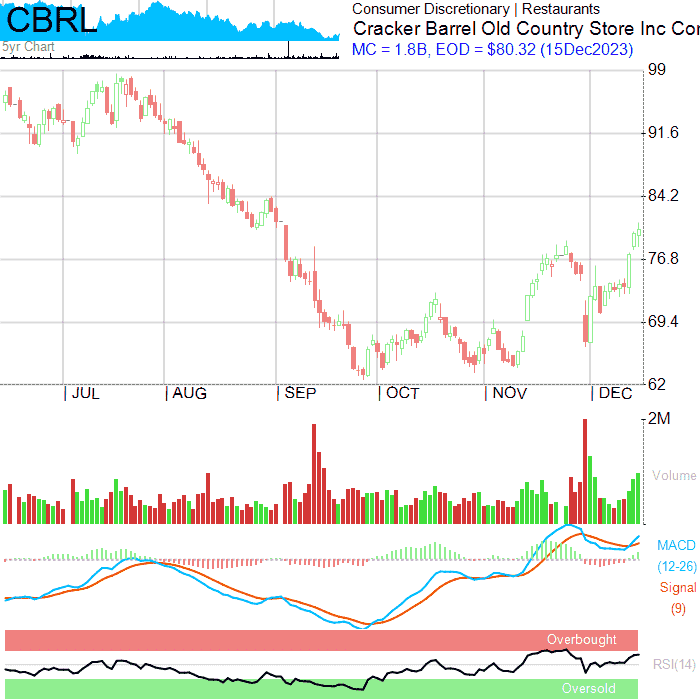 CBRL
5yr Chart
Consumer Discretionary | Restaurants
Cracker Barrel Old Country Store Inc Cor
MC = 1.8B, EOD = $80.32 (15Dec2023)
99
91.6
84.2
76.8
69.4
62
JUL AUG SEP OCT NOV DEC
2M
Volume
MACD
(12-26)
Signal
(9)
Overbought
RSI(14)
Oversold